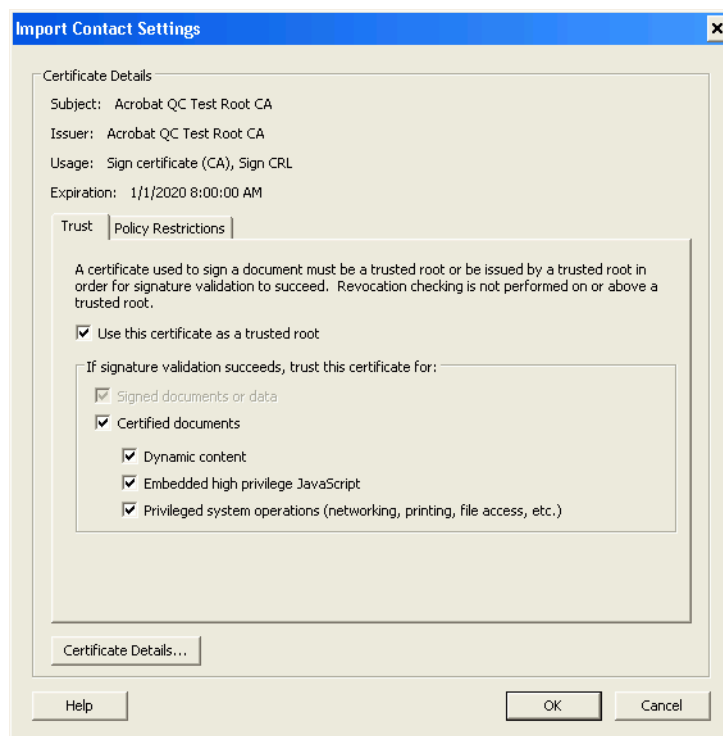 Import Contact Settings
Certificate Details
Subject: Acrobat QC Test Root CA
Issuer: Acrobat QC Test Root CA
Usage: Sign certificate (CA), Sign CRL
Expiration: 1/1/2020 8:00:00 AM
Trust Policy Restrictions
A certificate used to sign a document must be a trusted root or be issued by a trusted root in
order for signature validation to succeed. Revocation checking is not performed on or above a
trusted root.
Use this certificate as a trusted root
If signature validation succeeds, trust this certificate for:
Signed documents or data
Certified documents
Dynamic content
Embedded high privilege JavaScript
Privileged system operations (networking, printing, file access, etc.)
Certificate Details...
Help OK Cancel